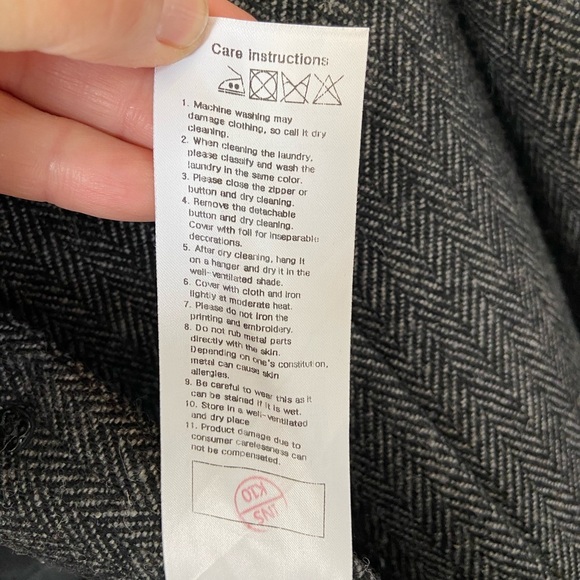 Care instructions
1. Machine washing may
damage clothing, so call it dry
cleaning.
2. When cleaning the laundry,
please classify and wash the
laundry in the same color.
3. Please close the zipper or
button and dry cleaning.
4. Remove the detachable
button and dry cleaning.
Cover with foil for inseparable
decorations.
5. After dry cleaning, hang it
on a hanger and dry it in the
well-ventilated shade.
6. Cover with cloth and iron
lightly at moderate heat.
7. Please do not iron the
printing and embroidery.
8. Do not rub metal parts
directly with the skin.
Depending on one's constitution,
metal can cause skin
allergies.
9. Be careful to wear this as it
can be stained if it is wet.
10. Store in a well-ventilated
and dry place
11. Product damage due to
consumer carelessness can
not be compensated.
INS
K10